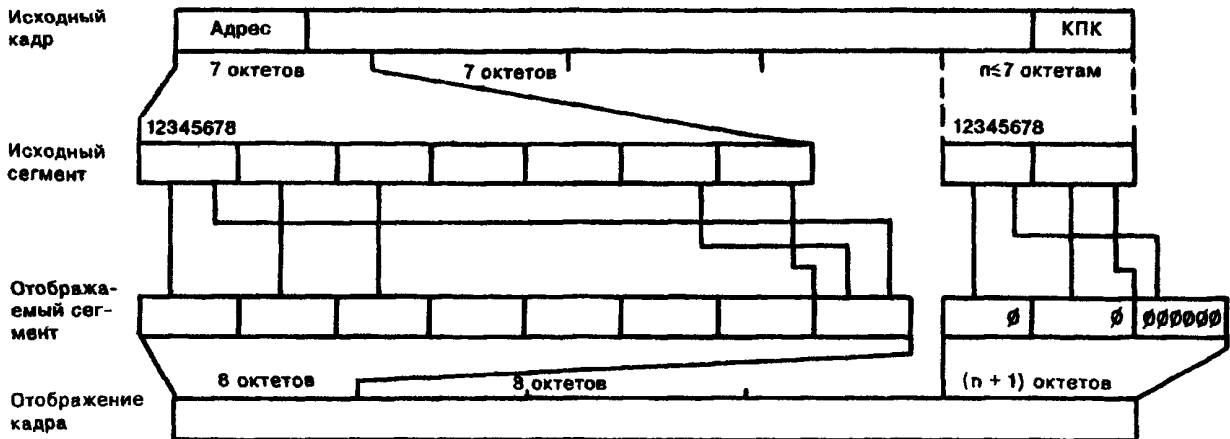 Исходный
кадр
Адрес
КПК
7 октетов
7 октетов
n≤7 октетам
12345678
12345678
Исходный
сегмент
Отобража-
емый сег-
мент
ø
ø
øøøøøø
8 октетов
8 октетов
(n + 1) октетов
Отображение
кадра